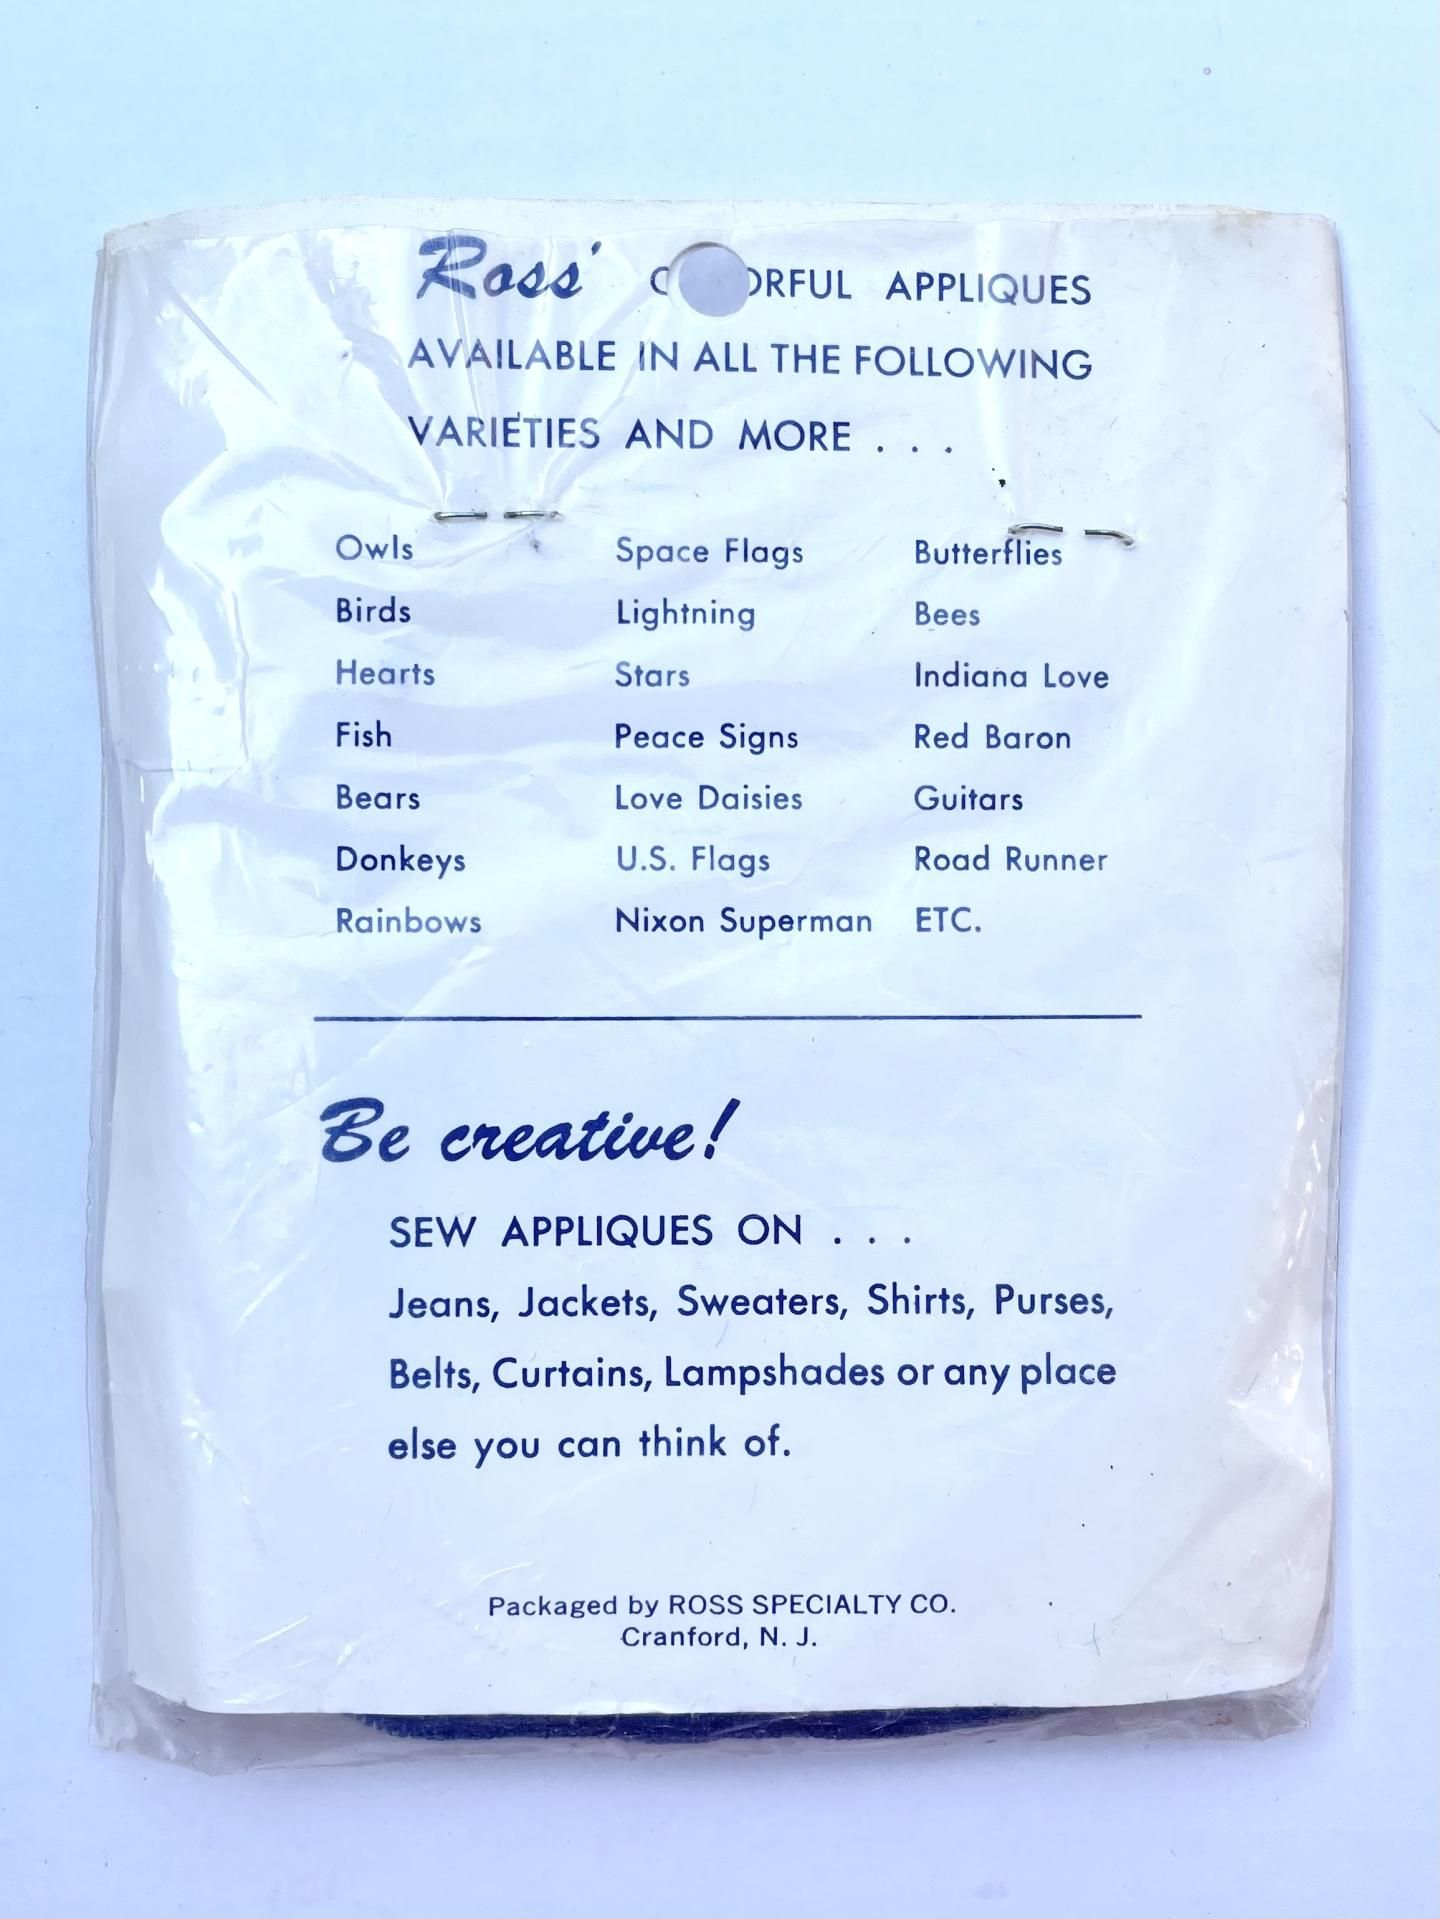 Ross' COLORFUL APPLIQUES
AVAILABLE IN ALL THE FOLLOWING
VARIETIES AND MORE . . .
Owls Space Flags Butterflies
Birds Lightning Bees
Hearts Stars Indiana Love
Fish Peace Signs Red Baron
Bears Love Daisies Guitars
Donkeys U.S. Flags Road Runner
Rainbows Nixon Superman ETC.
Be creative!
SEW APPLIQUES ON . . .
Jeans, Jackets, Sweaters, Shirts, Purses,
Belts, Curtains, Lampshades or any place
else you can think of.
Packaged by ROSS SPECIALTY CO.
Cranford, N. J.